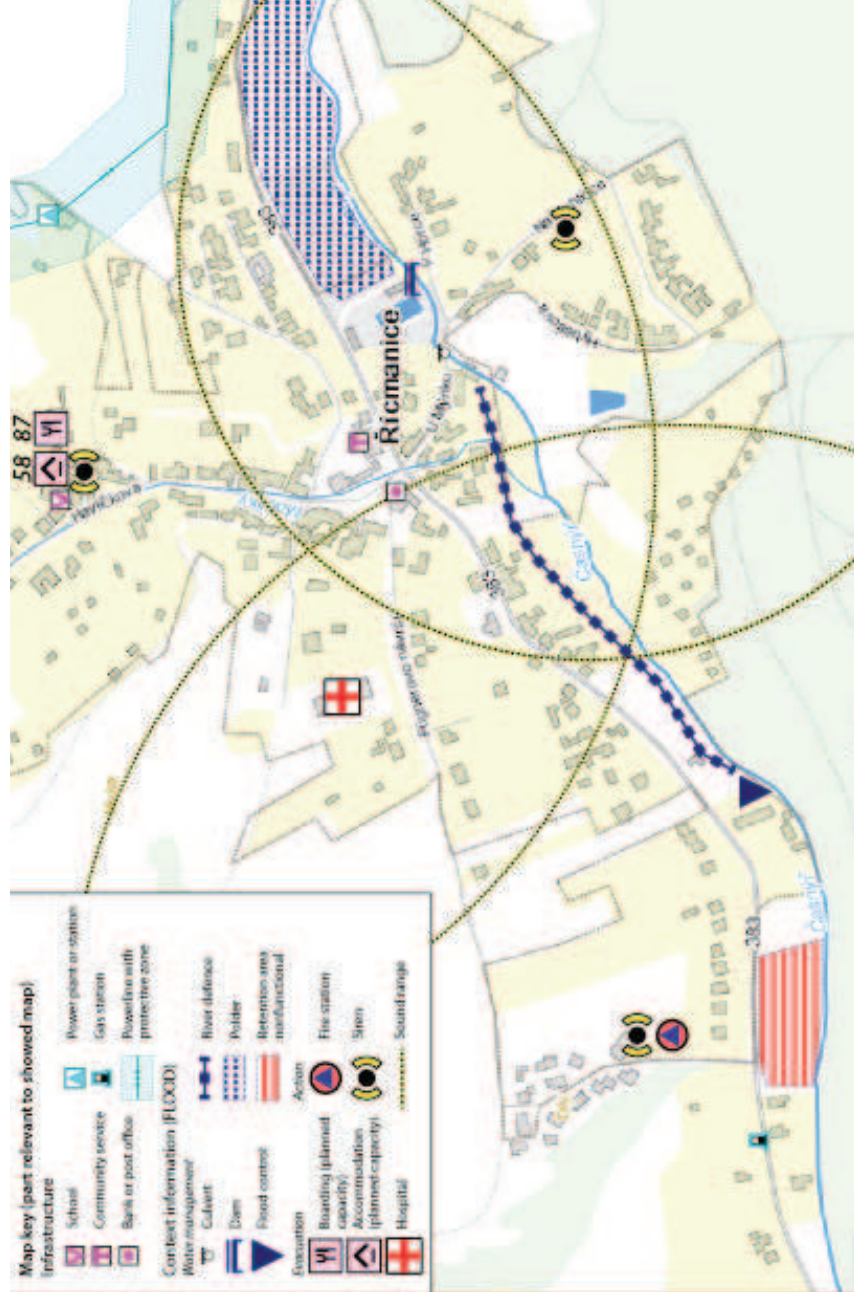 Map key (part relevant to showed map)
Infrastructure
School
Community service
Bank or post office
Power plant or station
Gas station
Powerline with
protective zone
Context information (FLOOD)
Water management
Culvert
Dam
Flood control
River defence
Polder
Retention area
nonfunctional
Evacuation
Boarding (planned
capacity)
Accommodation
(planned capacity)
Hospital
Action
Fire station
Siren
Sound range
58 87
Havlíčkova
Řícmanice
U Mlýna
Časnýř
383
Časnýř